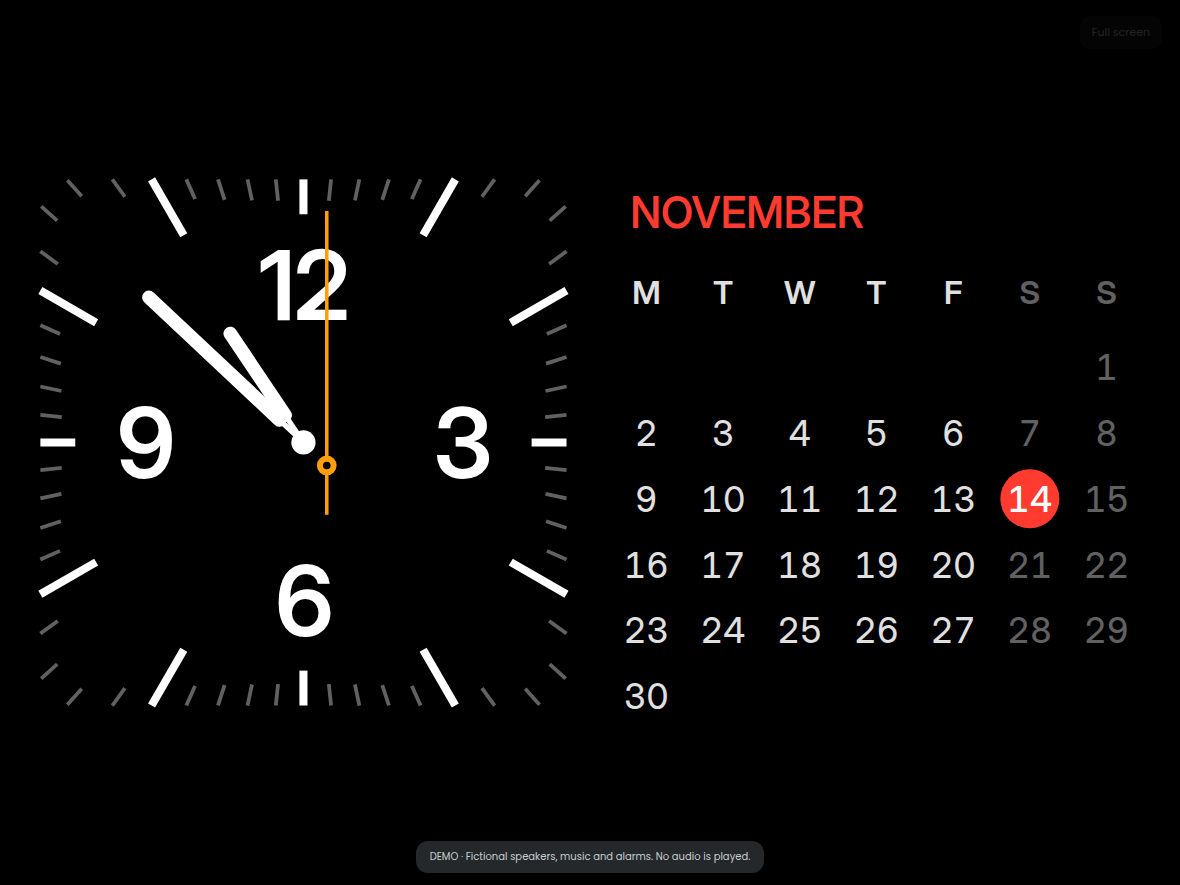 Full screen
12
9
3
6
NOVEMBER
M T W T F S S
1
2 3 4 5 6 7 8
9 10 11 12 13 14 15
16 17 18 19 20 21 22
23 24 25 26 27 28 29
30
DEMO · Fictional speakers, music and alarms. No audio is played.